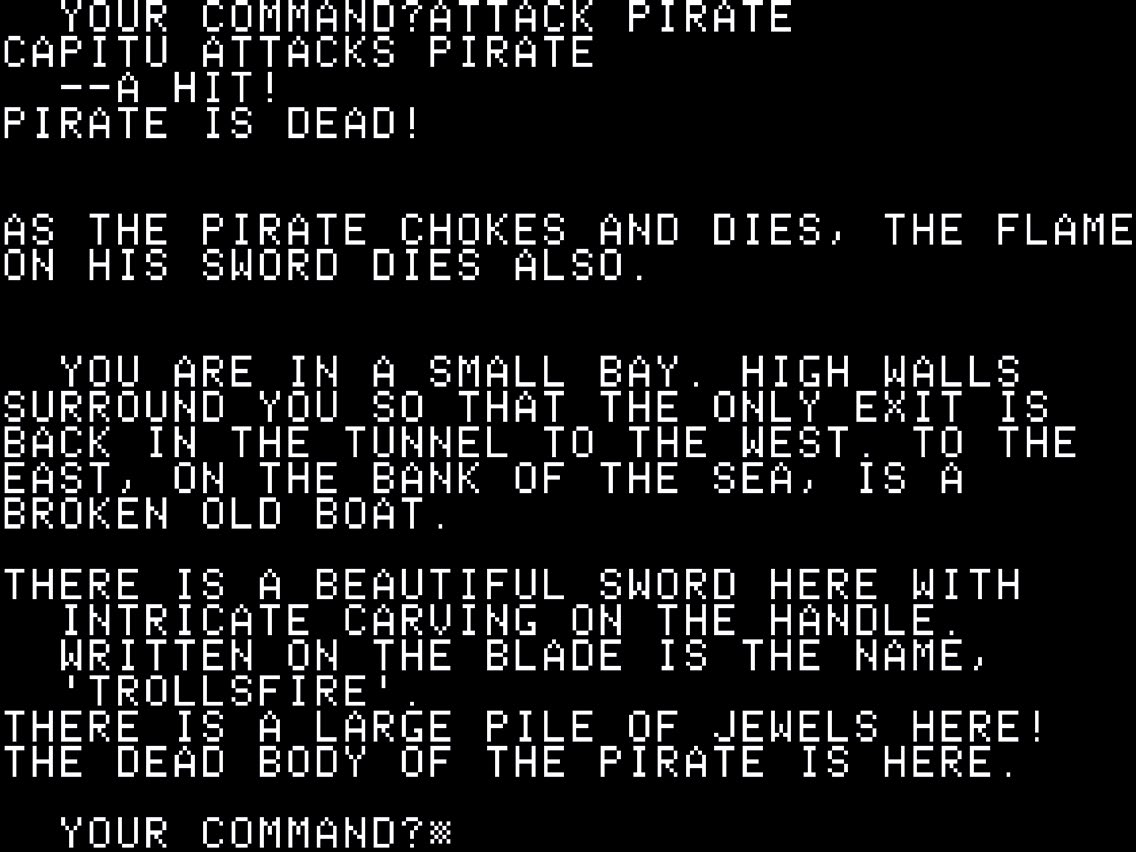 YOUR COMMAND?ATTACK PIRATE
CAPITU ATTACKS PIRATE
--A HIT!
PIRATE IS DEAD!
AS THE PIRATE CHOKES AND DIES, THE FLAME
ON HIS SWORD DIES ALSO.
YOU ARE IN A SMALL BAY. HIGH WALLS
SURROUND YOU SO THAT THE ONLY EXIT IS
BACK IN THE TUNNEL TO THE WEST. TO THE
EAST, ON THE BANK OF THE SEA, IS A
BROKEN OLD BOAT.
THERE IS A BEAUTIFUL SWORD HERE WITH
INTRICATE CARVING ON THE HANDLE.
WRITTEN ON THE BLADE IS THE NAME,
'TROLLSFIRE'.
THERE IS A LARGE PILE OF JEWELS HERE!
THE DEAD BODY OF THE PIRATE IS HERE.
YOUR COMMAND?